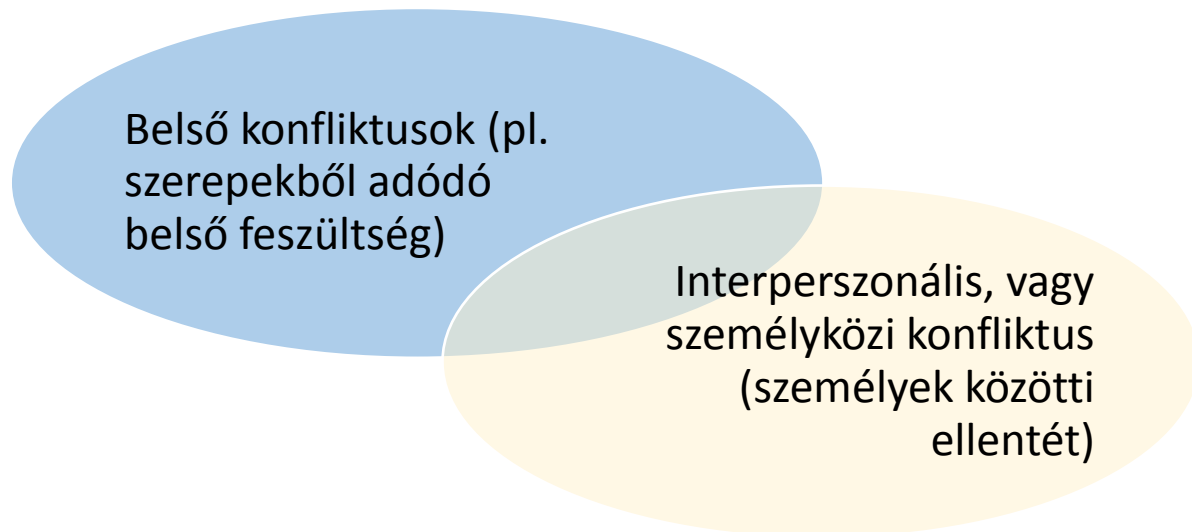 Belső konfliktusok (pl.
szerepekből adódó
belső feszültség)
Interperszonális, vagy
személyközi konfliktus
(személyek közötti
ellentét)